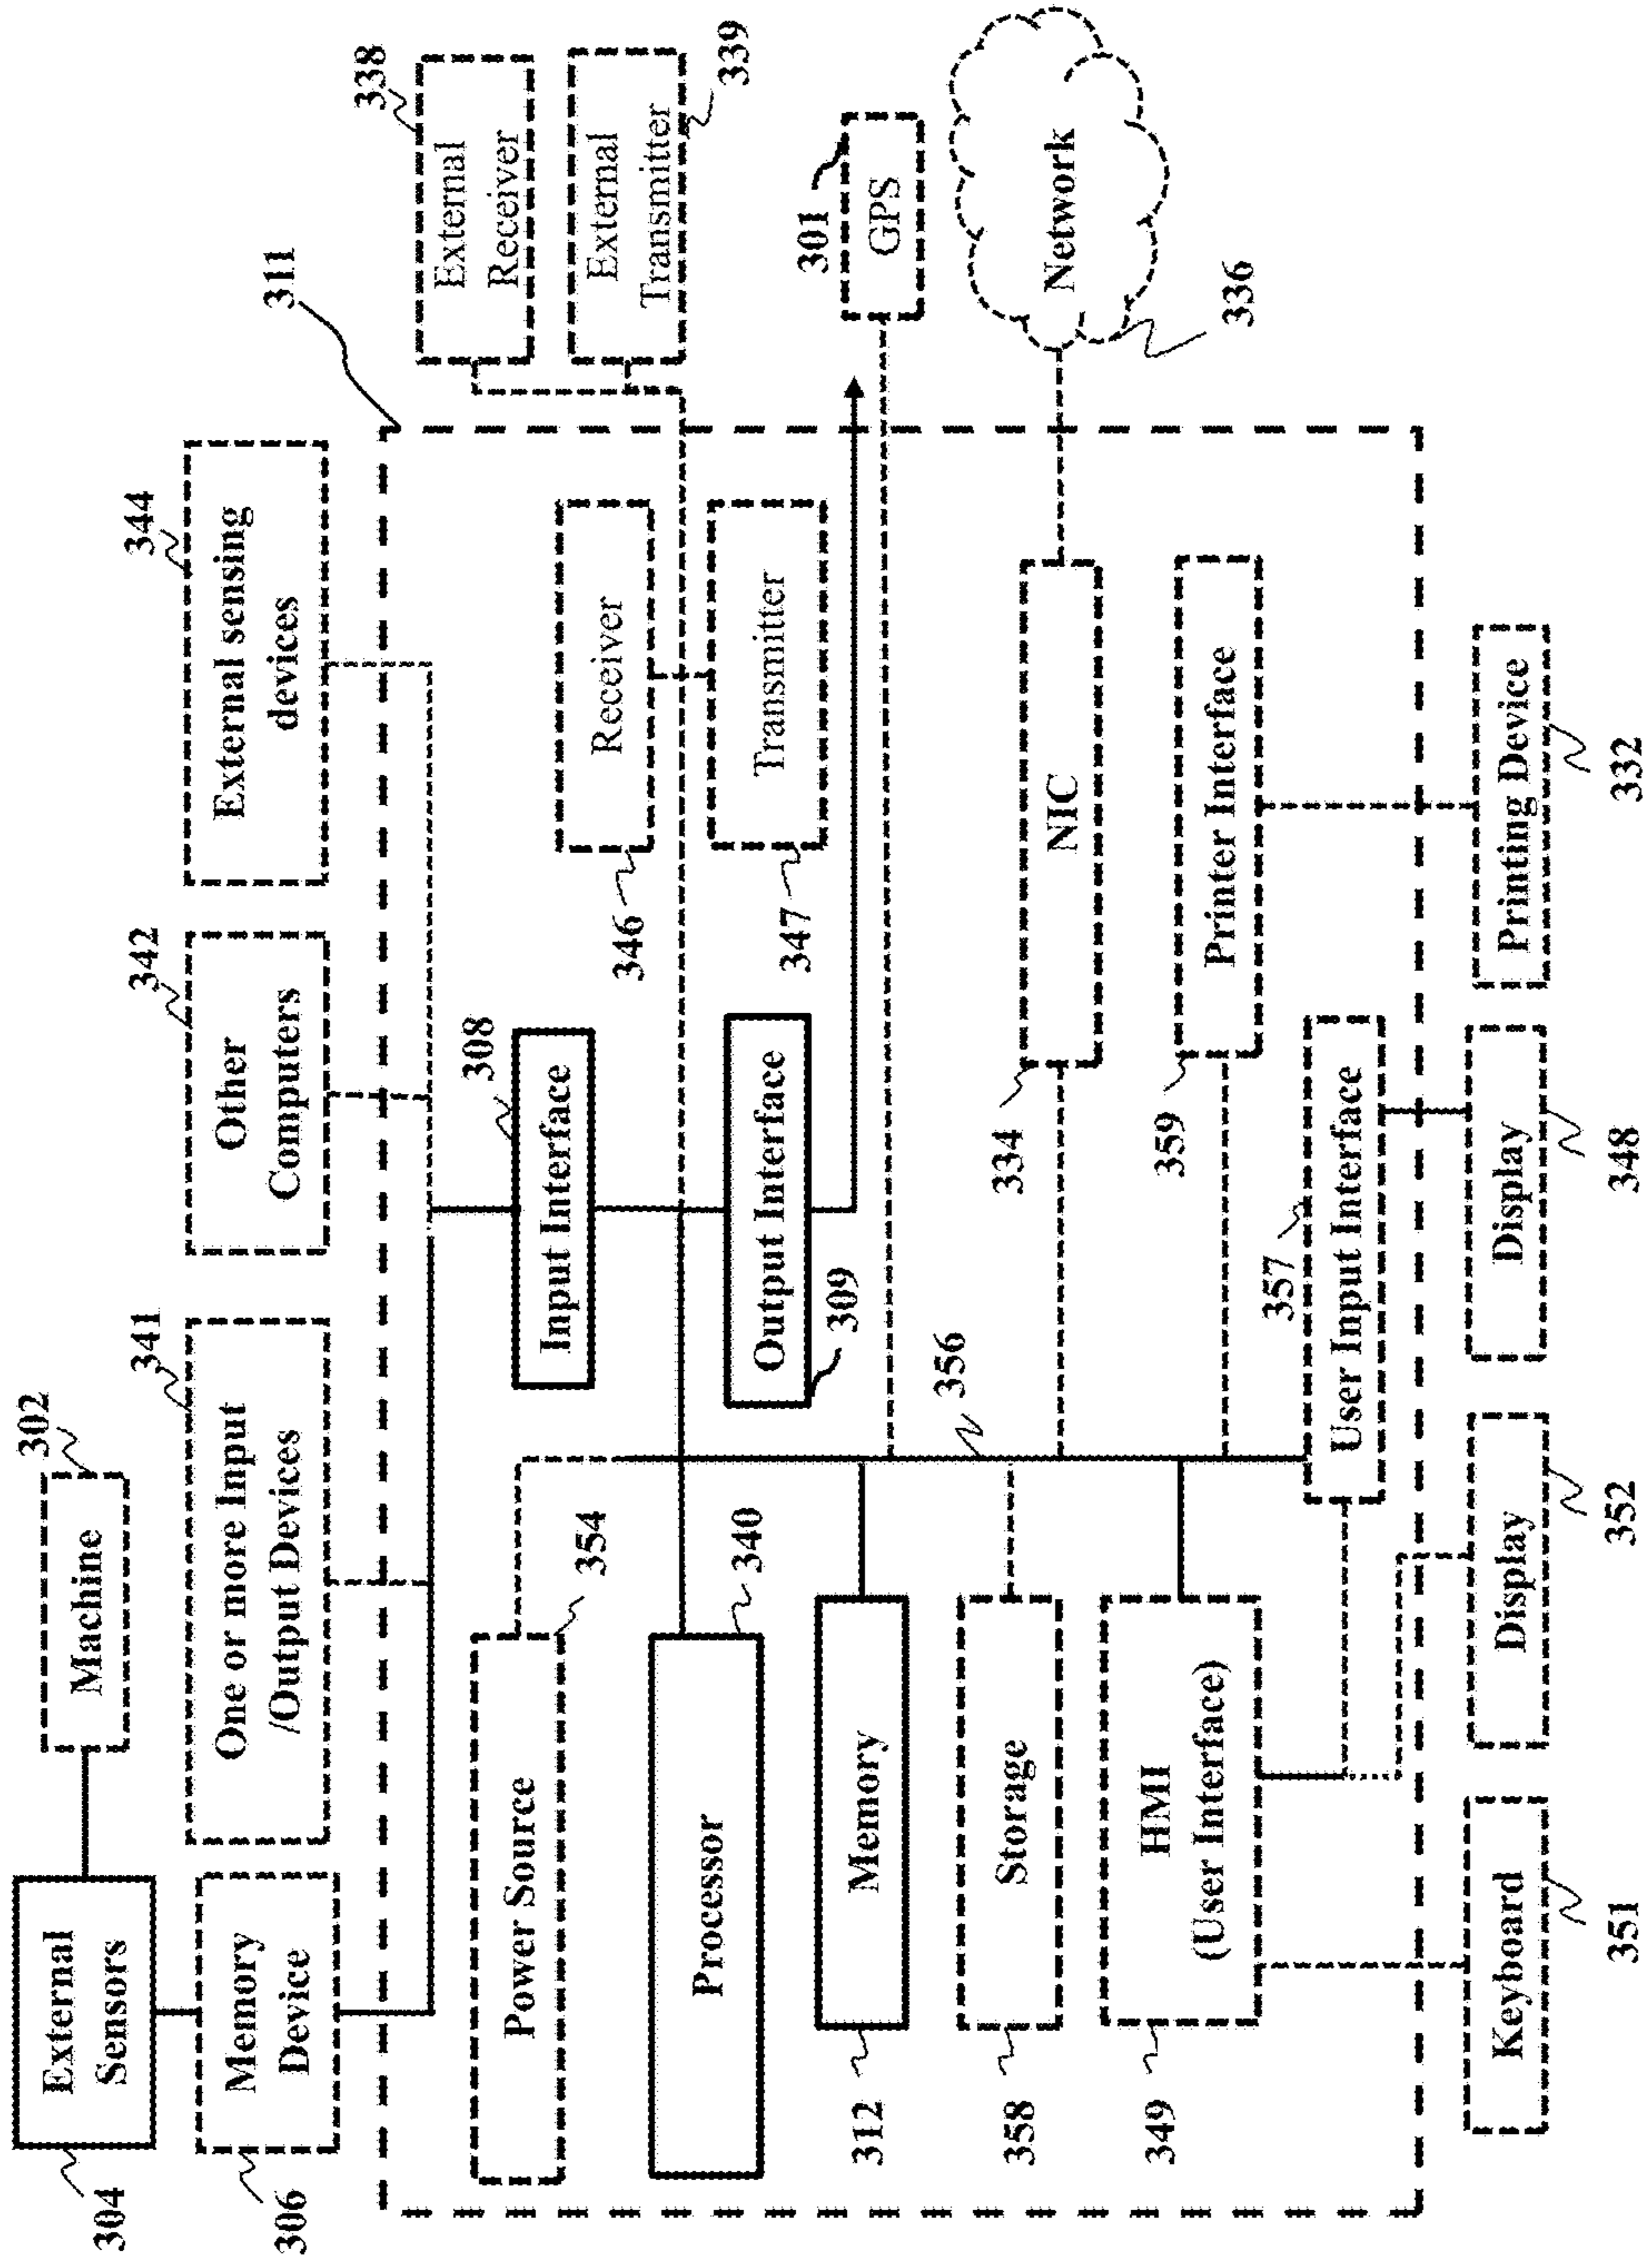 304
External
Sensors
Machine
302
306
Memory
Device
One or more Input
/Output Devices
341
Other
Computers
342
External sensing
devices
344
311
338
External
Receiver
External
Transmitter
339
301
GPS
Network
336
Power Source
354
Processor
340
312
Memory
358
Storage
349
HMI
(User Interface)
308
Input Interface
Output Interface
309
356
346
Receiver
347
Transmitter
334
NIC
359
Printer Interface
357
User Input Interface
Keyboard
351
Display
352
Display
348
Printing Device
332